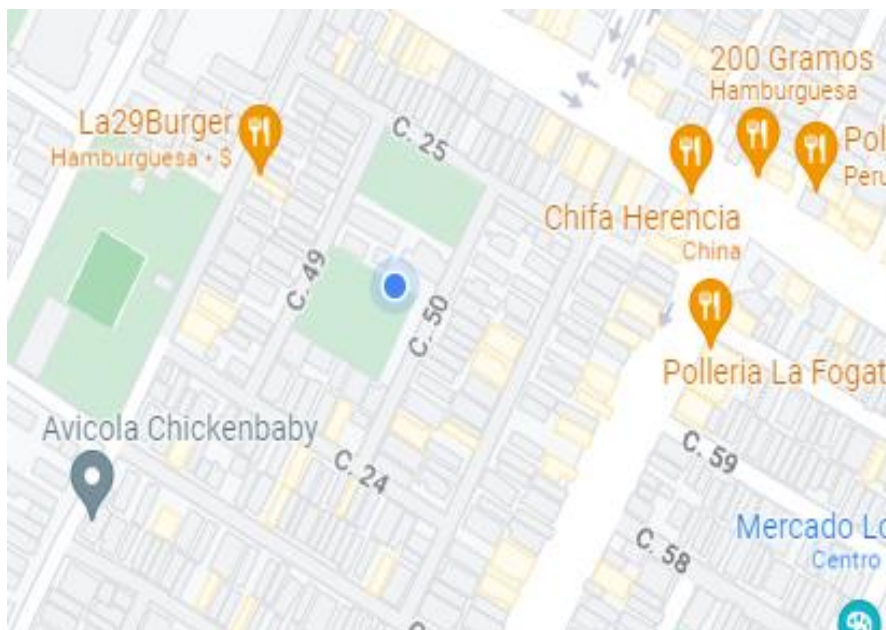 200 Gramos
Hamburguesa
La29Burger
Hamburguesa • $
C. 25
Pol
Peru
Chifa Herencia
China
C. 49
C. 50
Polleria La Fogat
Avicola Chickenbaby
C. 24
C. 59
Mercado Lo
Centro
C. 58